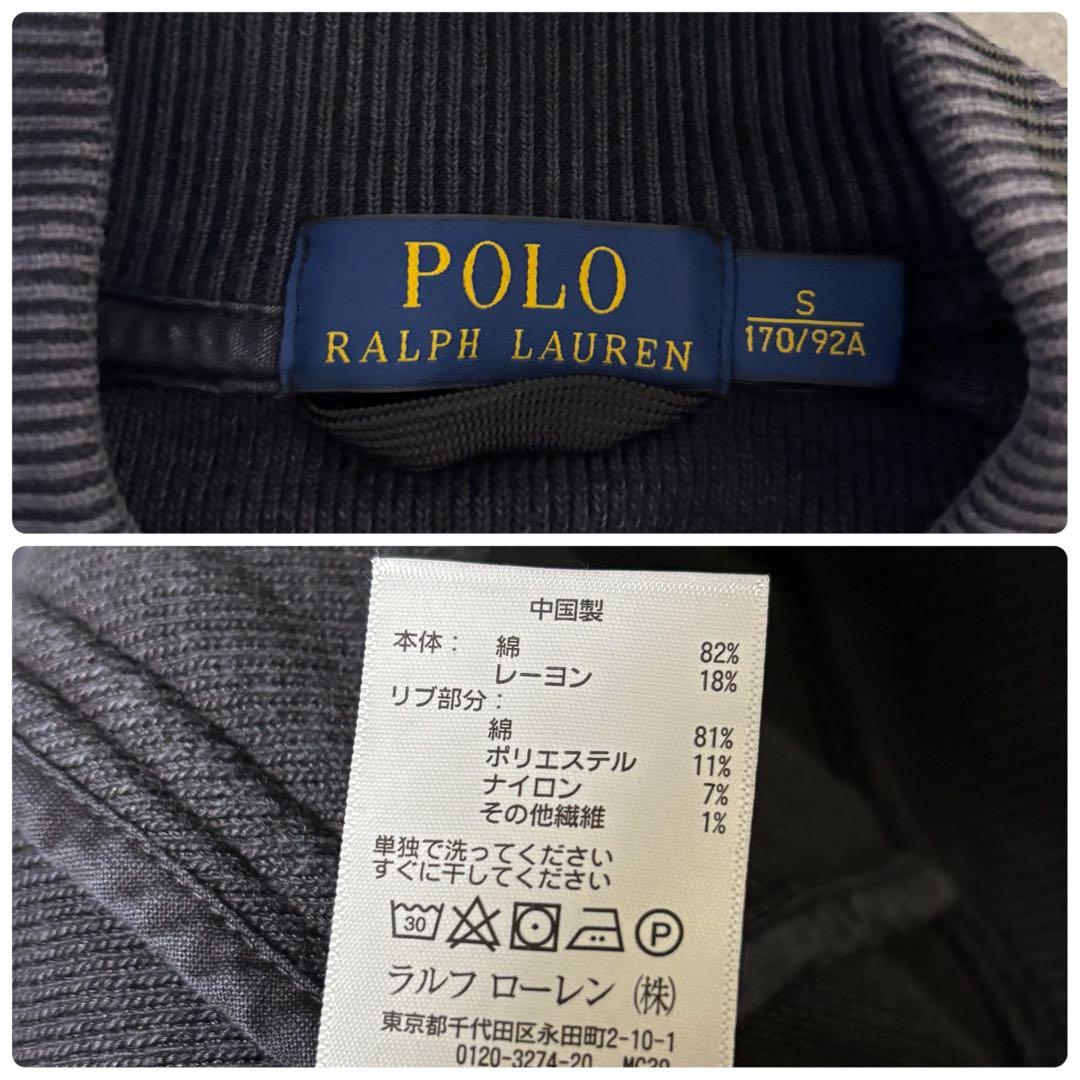 POLO
RALPH LAUREN
S
170/92A
中国製
本体： 綿 82%
レーヨン 18%
リブ部分：
綿 81%
ポリエステル 11%
ナイロン 7%
その他繊維 1%
単独で洗ってください
すぐに干してください
30 P
ラルフ ローレン (株)
東京都千代田区永田町2-10-1
0120-3274-20